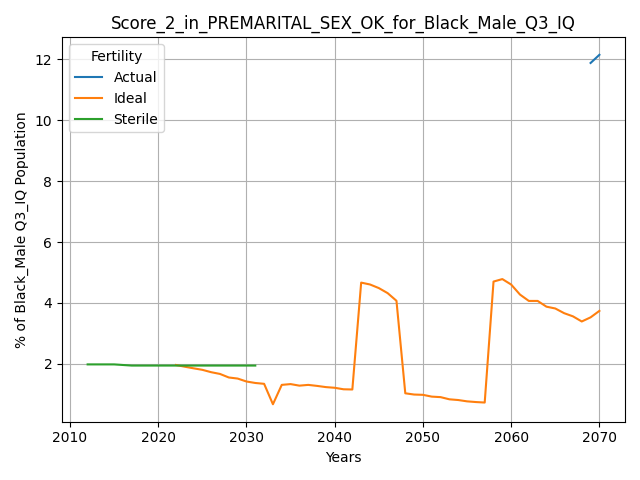 Score_2_in_PREMARITAL_SEX_OK_for_Black_Male_Q3_IQ
Fertility
Actual
Ideal
Sterile
% of Black_Male Q3_IQ Population
12
10
8
6
4
2
2010 2020 2030 2040 2050 2060 2070
Years